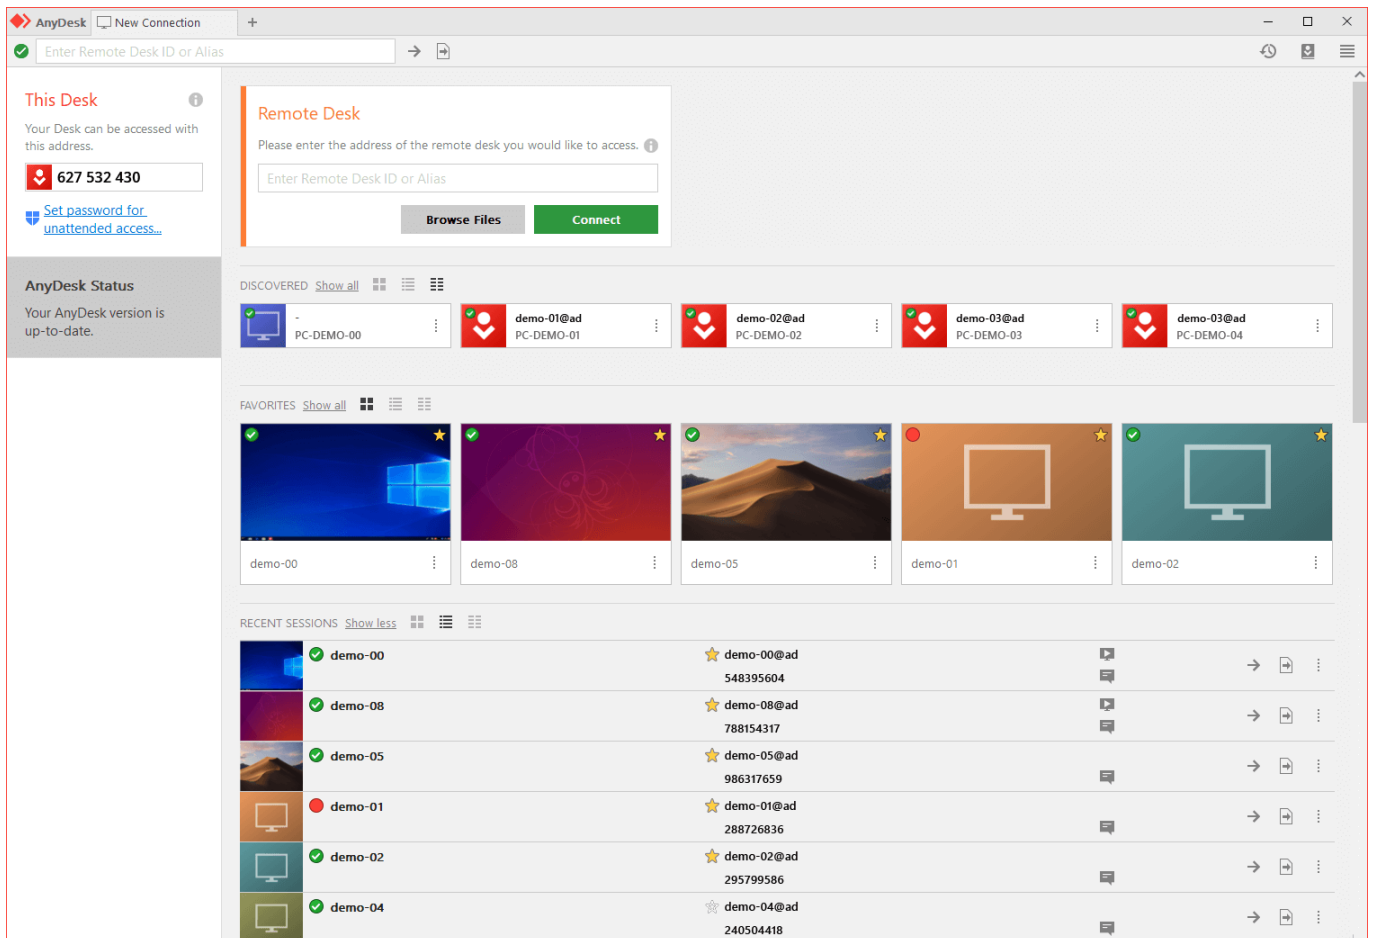 AnyDesk
New Connection
Enter Remote Desk ID or Alias
This Desk
Your Desk can be accessed with
this address.
627 532 430
Set password for
unattended access...
AnyDesk Status
Your AnyDesk version is
up-to-date.
Remote Desk
Please enter the address of the remote desk you would like to access.
Enter Remote Desk ID or Alias
Browse Files
Connect
DISCOVERED Show all
-
PC-DEMO-00
demo-01@ad
PC-DEMO-01
demo-02@ad
PC-DEMO-02
demo-03@ad
PC-DEMO-03
demo-03@ad
PC-DEMO-04
FAVORITES Show all
demo-00
demo-08
demo-05
demo-01
demo-02
RECENT SESSIONS Show less
demo-00
demo-00@ad
548395604
demo-08
demo-08@ad
788154317
demo-05
demo-05@ad
986317659
demo-01
demo-01@ad
288726836
demo-02
demo-02@ad
295799586
demo-04
demo-04@ad
240504418